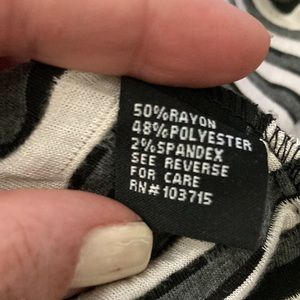 50%RAYON
48%POLYESTER
2%SPANDEX
SEE REVERSE
FOR CARE
RN#103715